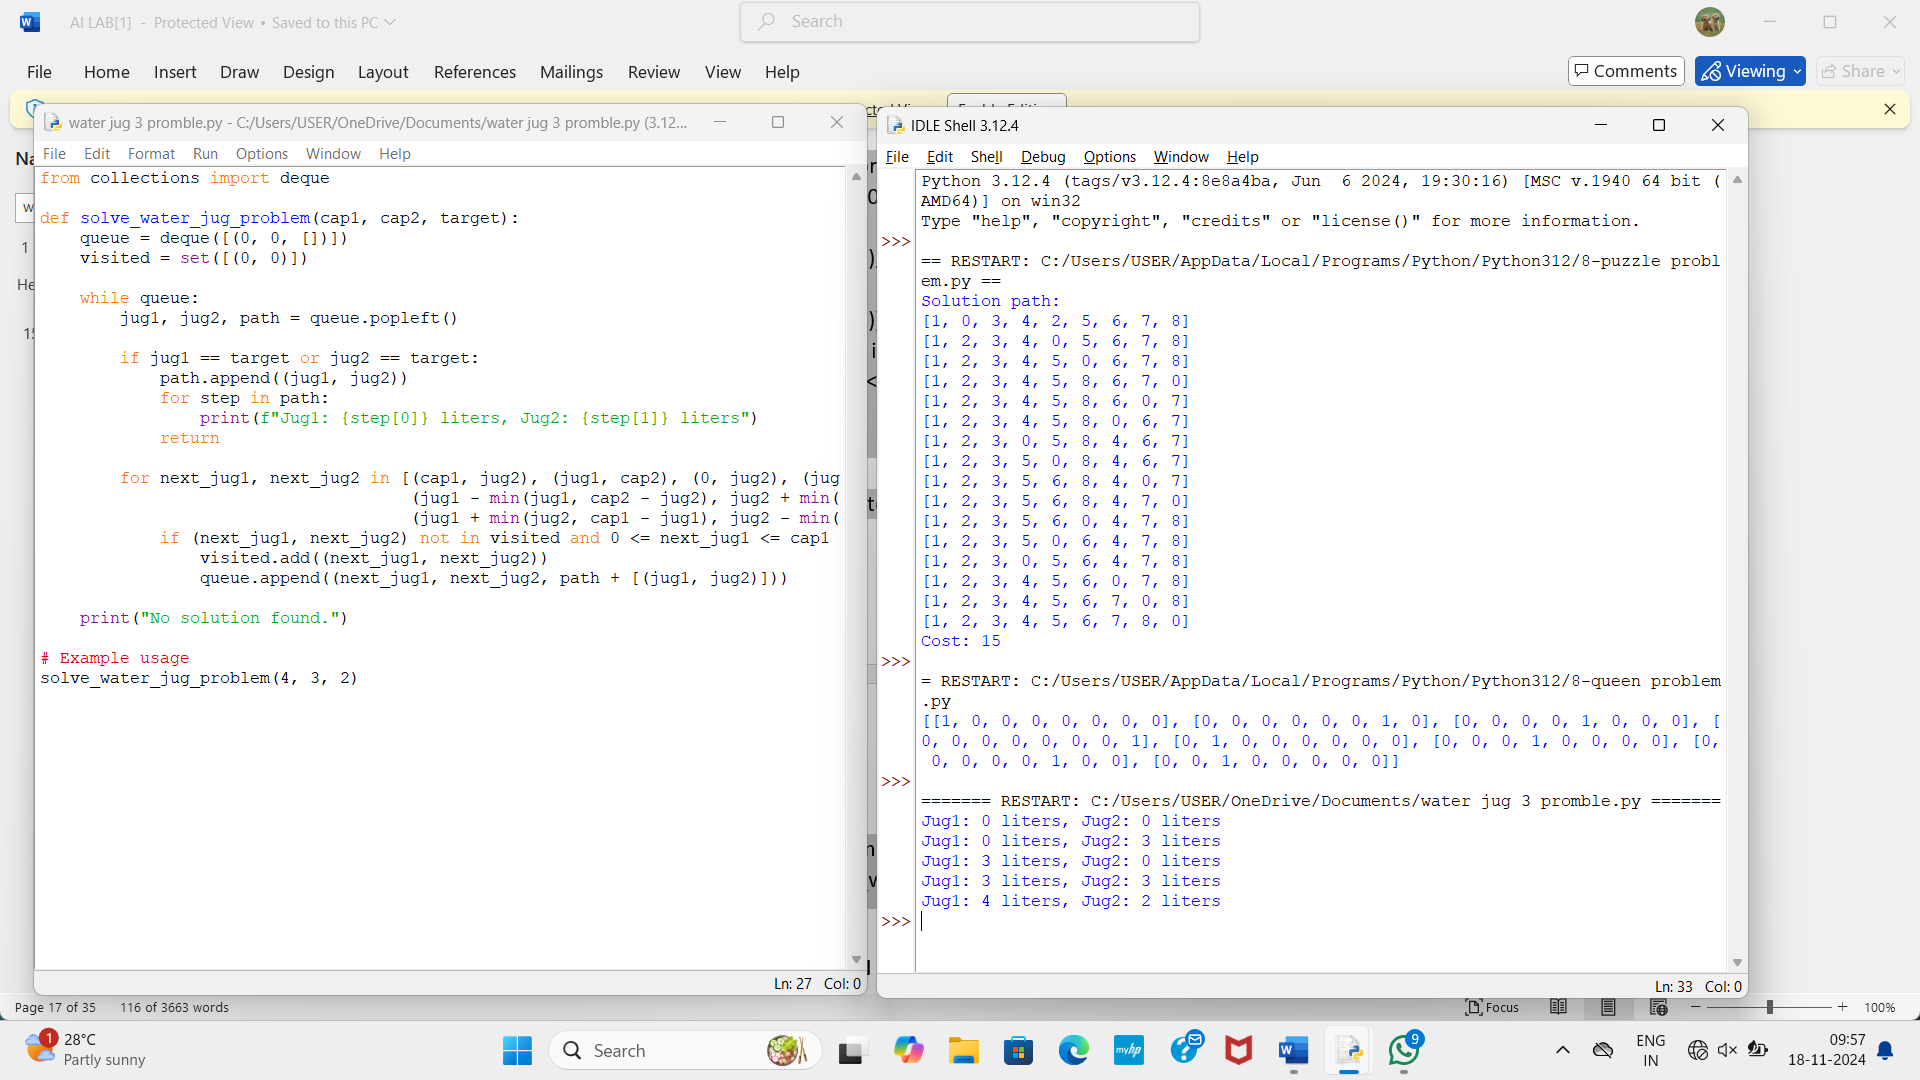 AI LAB[1] - Protected View • Saved to this PC
Search
File Home Insert Draw Design Layout References Mailings Review View Help
Comments Viewing Share
water jug 3 promble.py - C:/Users/USER/OneDrive/Documents/water jug 3 promble.py (3.12...
File Edit Format Run Options Window Help
from collections import deque
def solve_water_jug_problem(cap1, cap2, target):
    queue = deque([(0, 0, [])])
    visited = set([(0, 0)])
    while queue:
        jug1, jug2, path = queue.popleft()
        if jug1 == target or jug2 == target:
            path.append((jug1, jug2))
            for step in path:
                print(f"Jug1: {step[0]} liters, Jug2: {step[1]} liters")
            return
        for next_jug1, next_jug2 in [(cap1, jug2), (jug1, cap2), (0, jug2), (jug
                                     (jug1 - min(jug1, cap2 - jug2), jug2 + min(
                                     (jug1 + min(jug2, cap1 - jug1), jug2 - min(
            if (next_jug1, next_jug2) not in visited and 0 <= next_jug1 <= cap1
                visited.add((next_jug1, next_jug2))
                queue.append((next_jug1, next_jug2, path + [(jug1, jug2)]))
    print("No solution found.")
# Example usage
solve_water_jug_problem(4, 3, 2)
Ln: 27 Col: 0
IDLE Shell 3.12.4
File Edit Shell Debug Options Window Help
Python 3.12.4 (tags/v3.12.4:8e8a4ba, Jun  6 2024, 19:30:16) [MSC v.1940 64 bit (
AMD64)] on win32
Type "help", "copyright", "credits" or "license()" for more information.
>>>
== RESTART: C:/Users/USER/AppData/Local/Programs/Python/Python312/8-puzzle probl
em.py ==
Solution path:
[1, 0, 3, 4, 2, 5, 6, 7, 8]
[1, 2, 3, 4, 0, 5, 6, 7, 8]
[1, 2, 3, 4, 5, 0, 6, 7, 8]
[1, 2, 3, 4, 5, 8, 6, 7, 0]
[1, 2, 3, 4, 5, 8, 6, 0, 7]
[1, 2, 3, 4, 5, 8, 0, 6, 7]
[1, 2, 3, 0, 5, 8, 4, 6, 7]
[1, 2, 3, 5, 0, 8, 4, 6, 7]
[1, 2, 3, 5, 6, 8, 4, 0, 7]
[1, 2, 3, 5, 6, 8, 4, 7, 0]
[1, 2, 3, 5, 6, 0, 4, 7, 8]
[1, 2, 3, 5, 0, 6, 4, 7, 8]
[1, 2, 3, 0, 5, 6, 4, 7, 8]
[1, 2, 3, 4, 5, 6, 0, 7, 8]
[1, 2, 3, 4, 5, 6, 7, 0, 8]
[1, 2, 3, 4, 5, 6, 7, 8, 0]
Cost: 15
>>>
= RESTART: C:/Users/USER/AppData/Local/Programs/Python/Python312/8-queen problem
.py
[[1, 0, 0, 0, 0, 0, 0, 0], [0, 0, 0, 0, 0, 0, 1, 0], [0, 0, 0, 0, 1, 0, 0, 0], [
0, 0, 0, 0, 0, 0, 0, 1], [0, 1, 0, 0, 0, 0, 0, 0], [0, 0, 0, 1, 0, 0, 0, 0], [0,
 0, 0, 0, 0, 1, 0, 0], [0, 0, 1, 0, 0, 0, 0, 0]]
>>>
======= RESTART: C:/Users/USER/OneDrive/Documents/water jug 3 promble.py =======
Jug1: 0 liters, Jug2: 0 liters
Jug1: 0 liters, Jug2: 3 liters
Jug1: 3 liters, Jug2: 0 liters
Jug1: 3 liters, Jug2: 3 liters
Jug1: 4 liters, Jug2: 2 liters
>>>
Ln: 33 Col: 0
Page 17 of 35 116 of 3663 words
Focus 100%
1 28°C
Partly sunny
Search
myhp
9
ENG
IN
09:57
18-11-2024